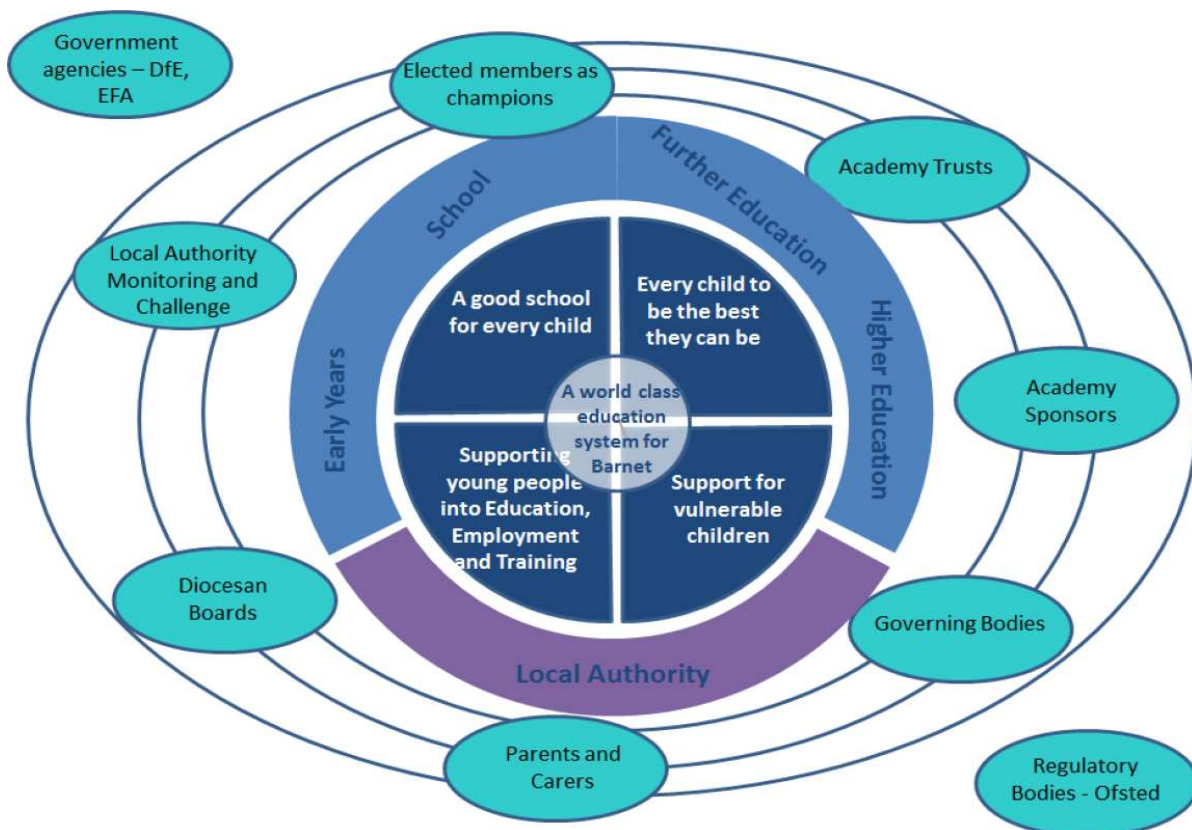 Government
agencies – DfE,
EFA
Elected members as
champions
Academy Trusts
School
Further Education
Local Authority
Monitoring and
Challenge
A good school
for every child
Every child to
be the best
they can be
Early Years
Higher Education
A world class
education
system for
Barnet
Academy
Sponsors
Supporting
young people
into Education,
Employment
and Training
Support for
vulnerable
children
Diocesan
Boards
Governing Bodies
Local Authority
Parents and
Carers
Regulatory
Bodies - Ofsted